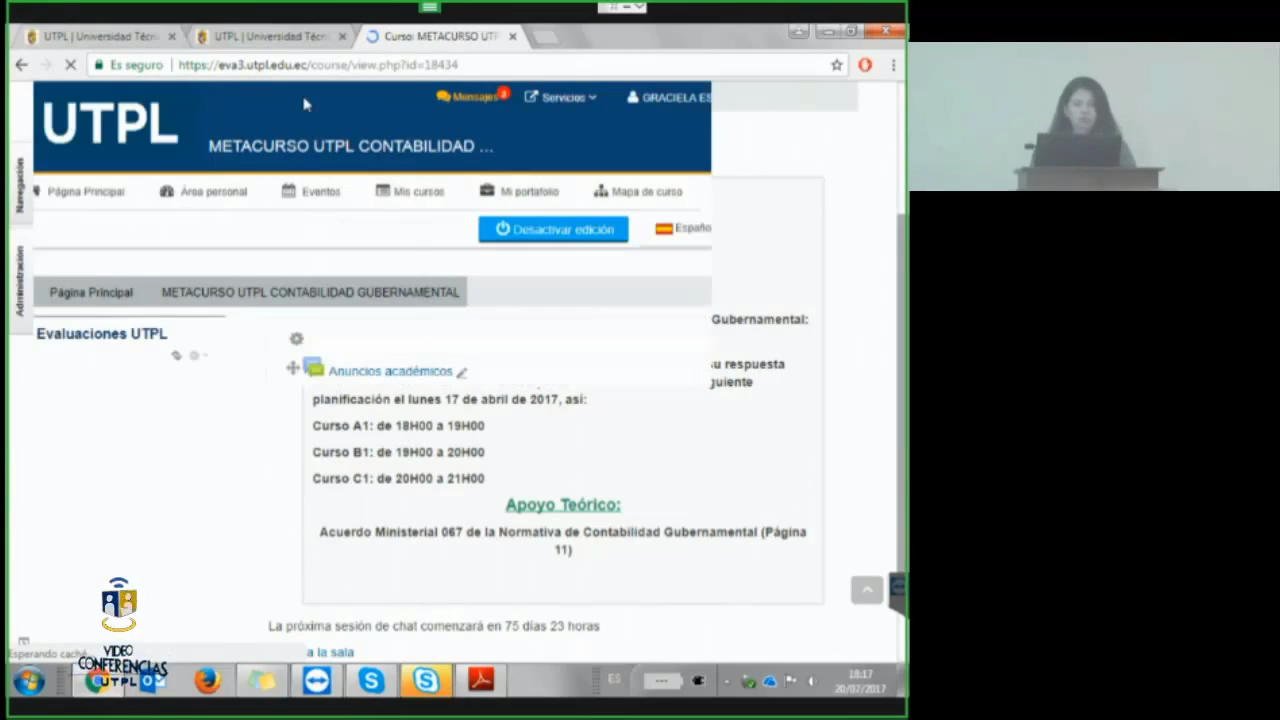 UTPL | Universidad Técni
UTPL | Universidad Técni
Curso: METACURSO UTP
Es seguro
https://eva3.utpl.edu.ec/course/view.php?id=18434
UTPL
Mensajes
Servicios
GRACIELA ES
METACURSO UTPL CONTABILIDAD ...
Navegación
Página Principal
Área personal
Eventos
Mis cursos
Mi portafolio
Mapa de curso
Desactivar edición
Españo
Administración
Página Principal
METACURSO UTPL CONTABILIDAD GUBERNAMENTAL
Gubernamental:
Evaluaciones UTPL
su respuesta
Anuncios académicos
guiente
planificación el lunes 17 de abril de 2017, así:
Curso A1: de 18H00 a 19H00
Curso B1: de 19H00 a 20H00
Curso C1: de 20H00 a 21H00
Apoyo Teórico:
Acuerdo Ministerial 067 de la Normativa de Contabilidad Gubernamental (Página
11)
La próxima sesión de chat comenzará en 75 días 23 horas
a la sala
Esperando caché
VIDEO
CONFERENCIAS
UTPL
ES
18:17
20/07/2017